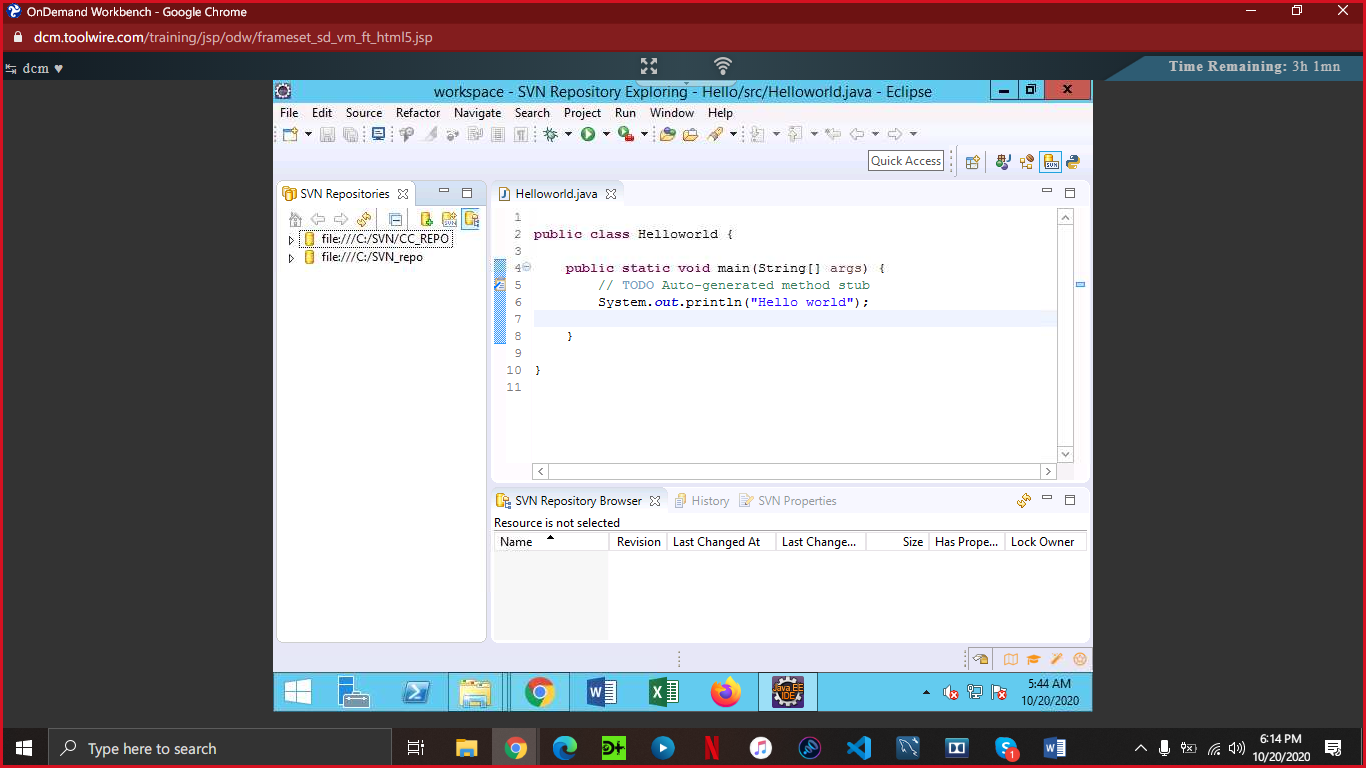 OnDemand Workbench - Google Chrome
dcm.toolwire.com/training/jsp/odw/frameset_sd_vm_ft_html5.jsp
dcm ♥
Time Remaining: 3h 1mn
workspace - SVN Repository Exploring - Hello/src/Helloworld.java - Eclipse
File Edit Source Refactor Navigate Search Project Run Window Help
Quick Access
SVN Repositories
file:///C:/SVN/CC_REPO
file:///C:/SVN_repo
Helloworld.java
1
2 public class Helloworld {
3
4 public static void main(String[] args) {
5 // TODO Auto-generated method stub
6 System.out.println("Hello world");
7
8 }
9
10 }
11
SVN Repository Browser History SVN Properties
Resource is not selected
Name Revision Last Changed At Last Change... Size Has Prope... Lock Owner
Java EE
IDE
5:44 AM
10/20/2020
Type here to search
1
6:14 PM
10/20/2020